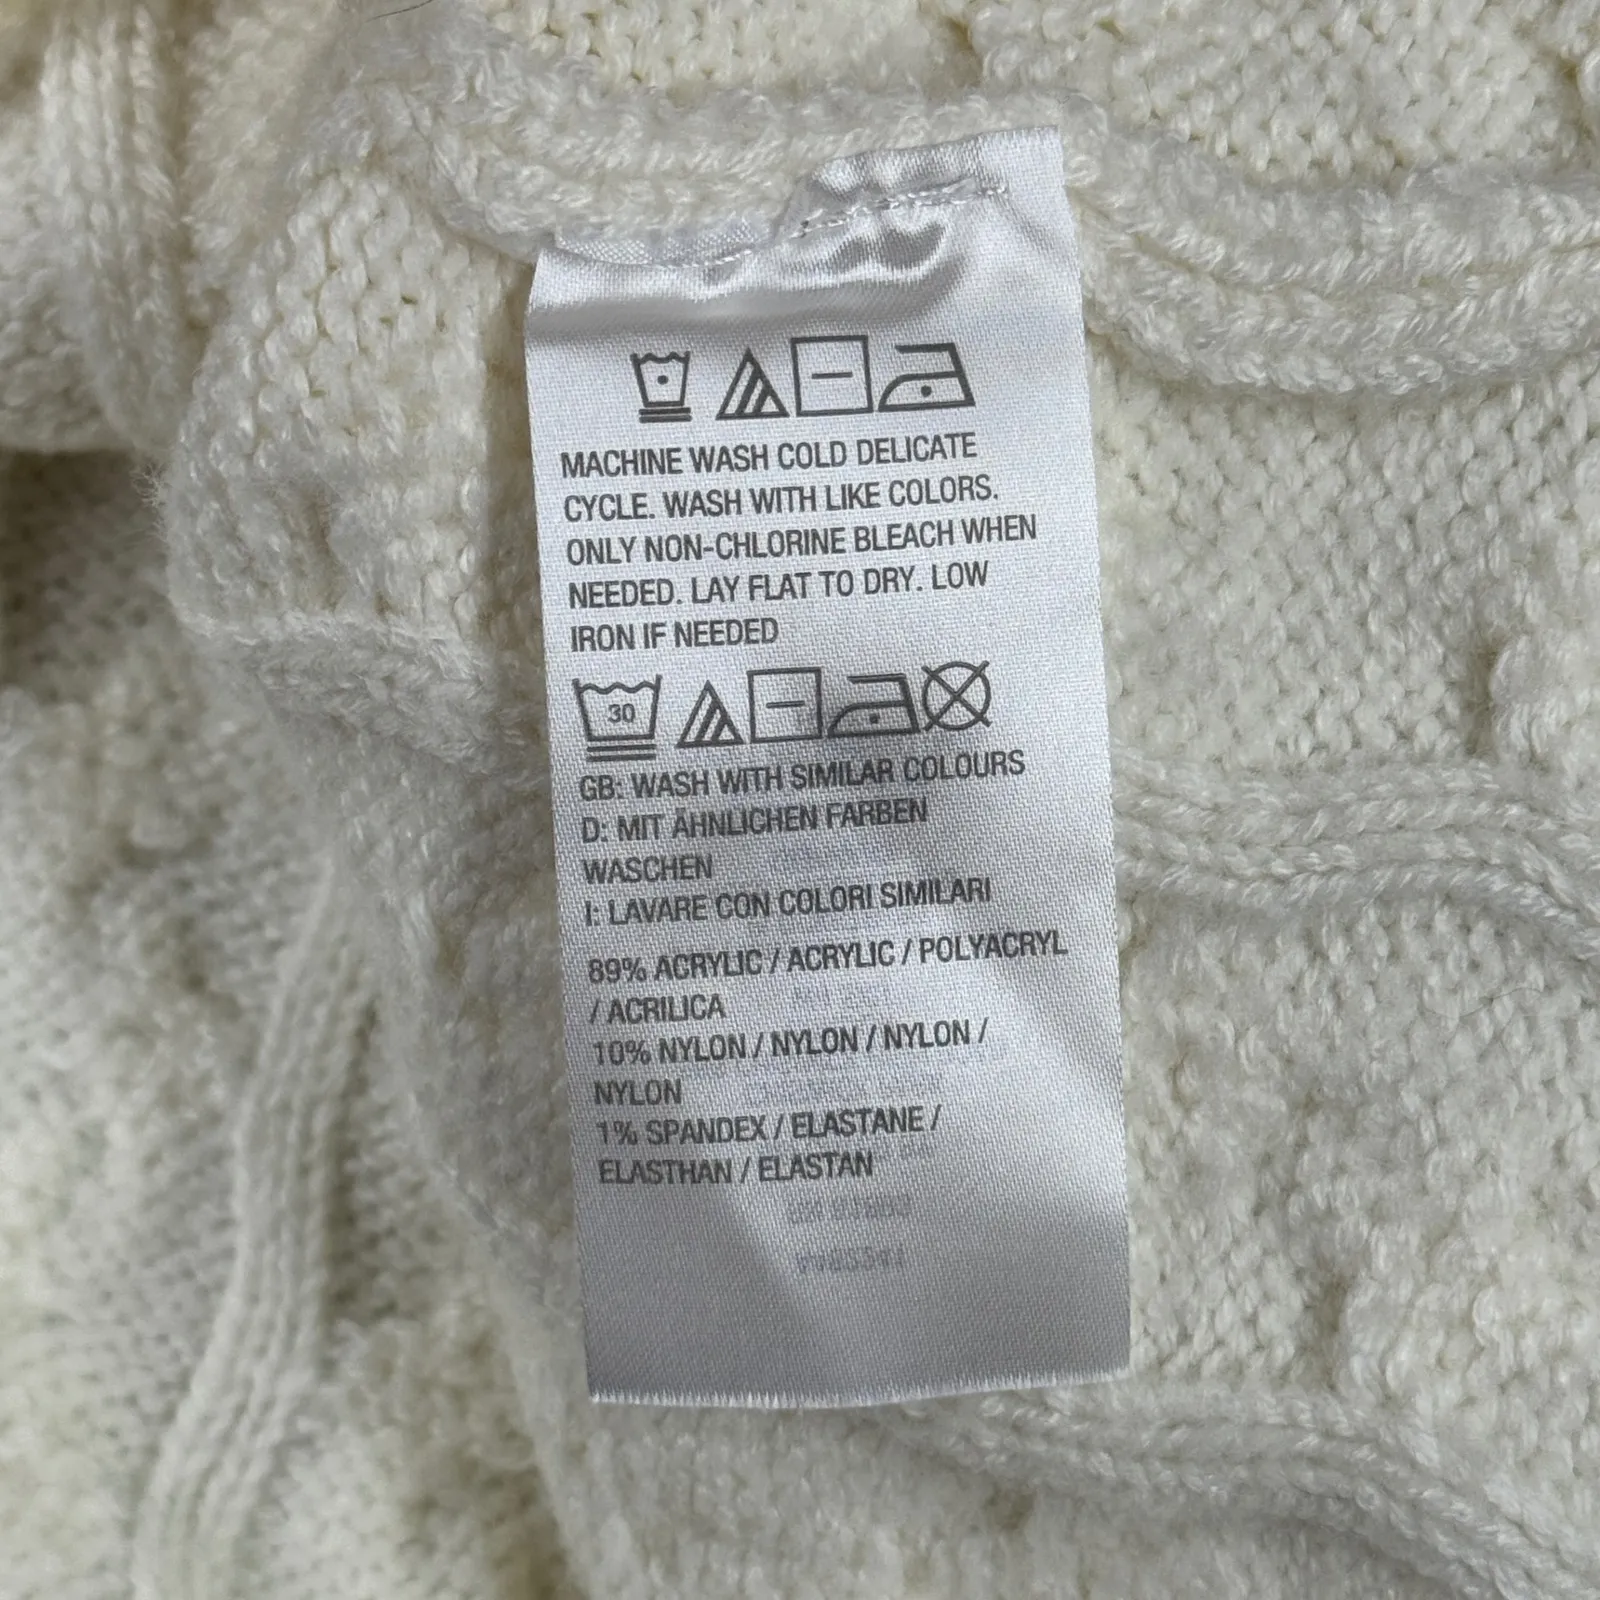 MACHINE WASH COLD DELICATE
CYCLE. WASH WITH LIKE COLORS.
ONLY NON-CHLORINE BLEACH WHEN
NEEDED. LAY FLAT TO DRY. LOW
IRON IF NEEDED
30
GB: WASH WITH SIMILAR COLOURS
D: MIT ÄHNLICHEN FARBEN
WASCHEN
I: LAVARE CON COLORI SIMILARI
89% ACRYLIC / ACRYLIC / POLYACRYL
/ ACRILICA
10% NYLON / NYLON / NYLON /
NYLON
1% SPANDEX / ELASTANE /
ELASTHAN / ELASTAN